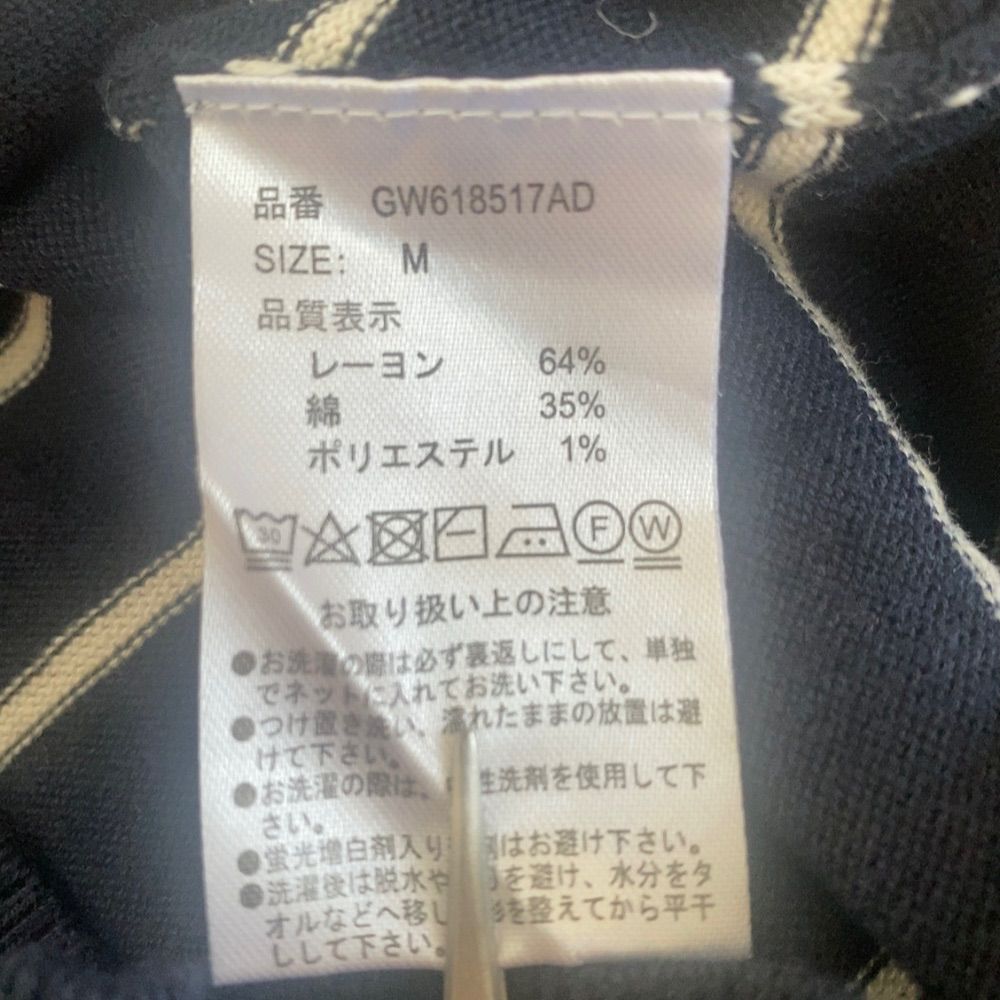 品番 GW618517AD
SIZE: M
品質表示
レーヨン 64%
綿 35%
ポリエステル 1%
30
F W
お取り扱い上の注意
●お洗濯の際は必ず裏返しにして、単独
でネットに入れてお洗い下さい。
●つけ置き洗い、濡れたままの放置は避
けて下さい。
●お洗濯の際は、性洗剤を使用して下
さい。
●蛍光増白剤入りはお避け下さい。
●洗濯後は脱水やを避け、水分をタ
オルなどへ移しを整えてから平干
しして下さい。